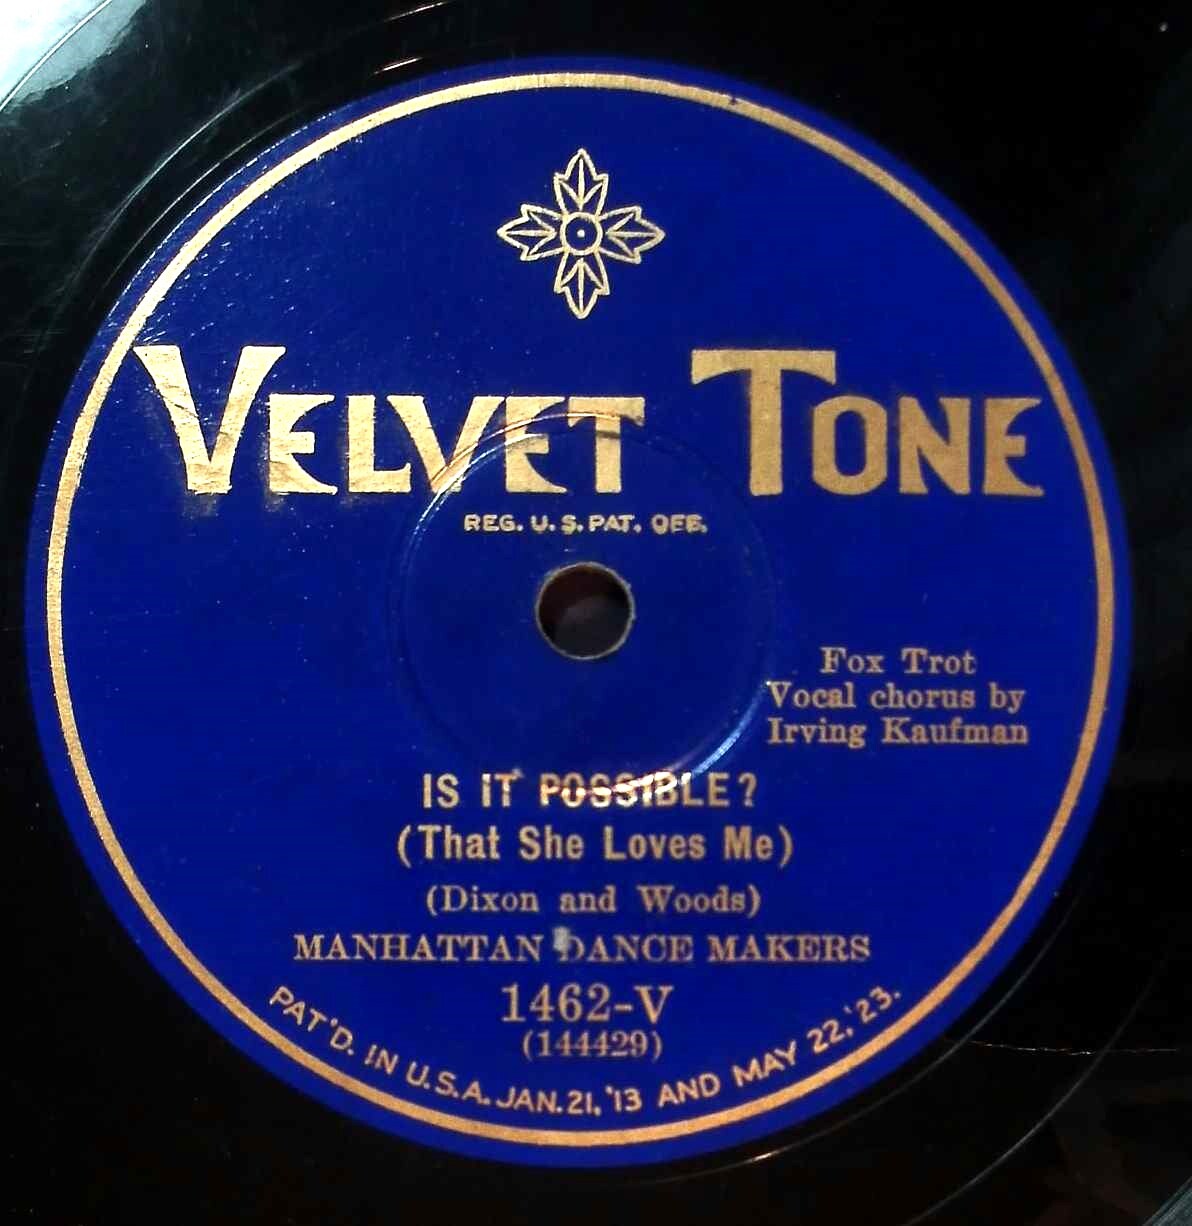 VELVET TONE
REG. U.S. PAT. OFF.
Fox Trot
Vocal chorus by
Irving Kaufman
IS IT POSSIBLE?
(That She Loves Me)
(Dixon and Woods)
MANHATTAN DANCE MAKERS
1462-V
(144429)
PAT'D. IN U.S.A. JAN. 21, '13 AND MAY 22, '23.